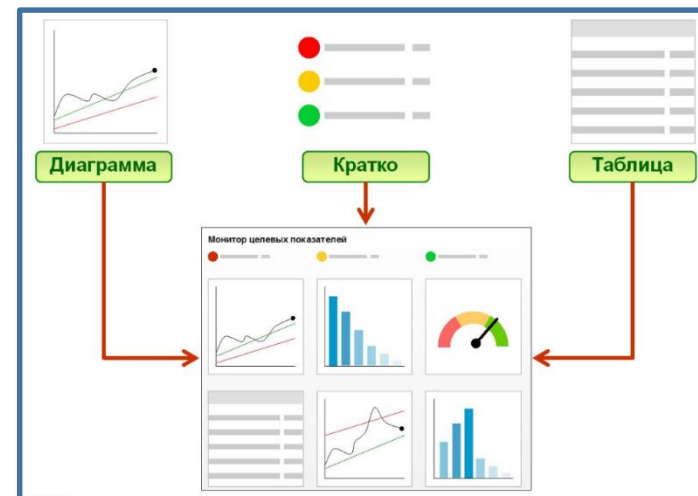 Диаграмма
Кратко
Таблица
Монитор целевых показателей